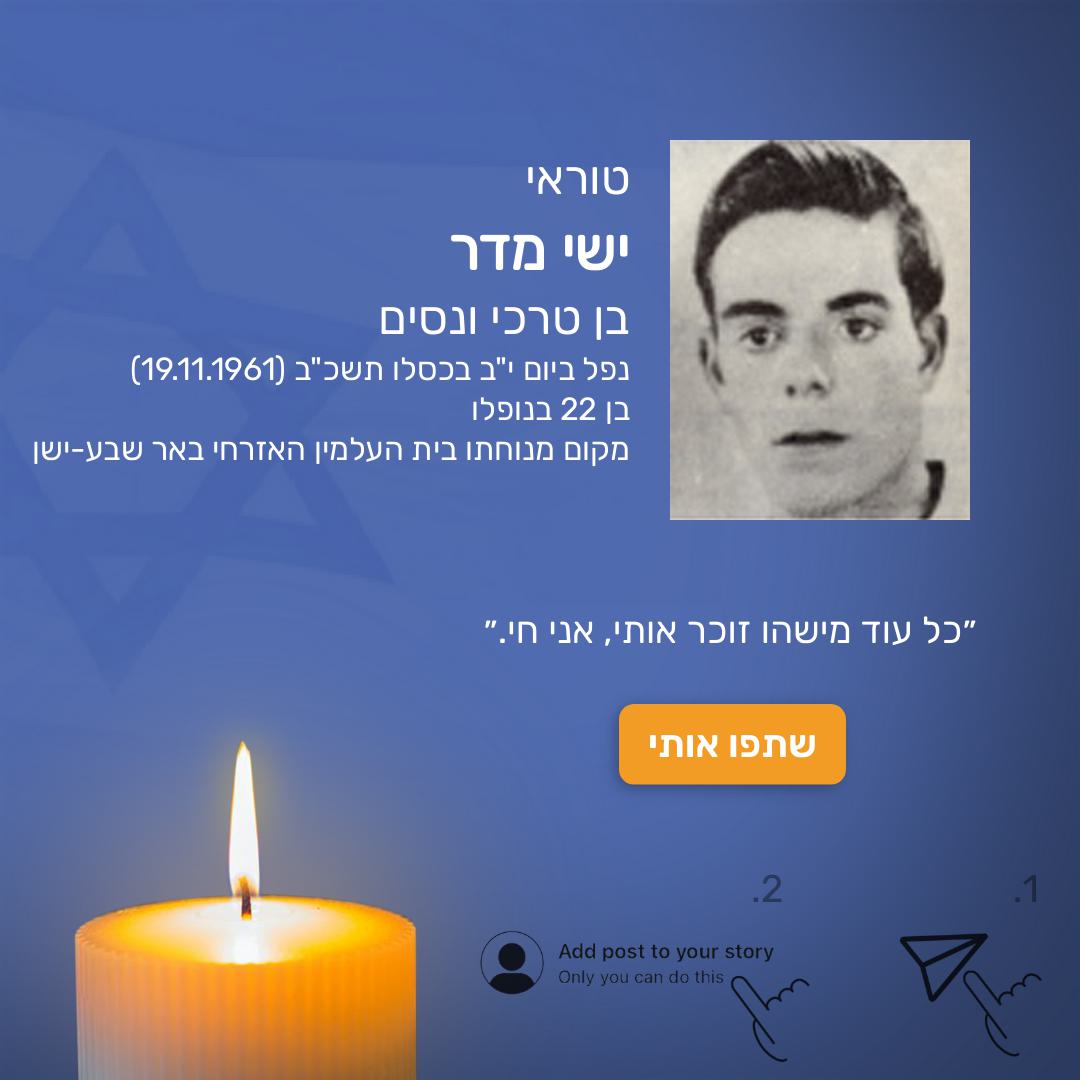 טוראי
ישי מדר
בן טרכי ונסים
נפל ביום י"ב בכסלו תשכ"ב (19.11.1961)
בן 22 בנופלו
מקום מנוחתו בית העלמין האזרחי באר שבע-ישן
״כל עוד מישהו זוכר אותי, אני חי.״
שתפו אותי
1.
2.
Add post to your story
Only you can do this